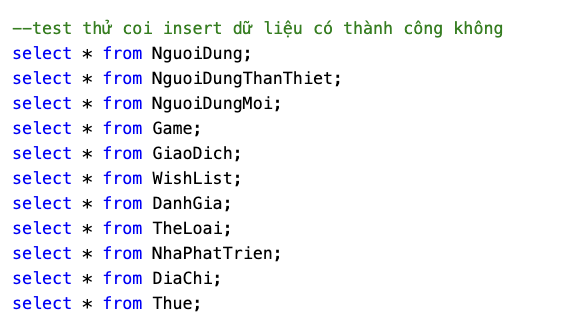 --test thử coi insert dữ liệu có thành công không
select * from NguoiDung;
select * from NguoiDungThanThiet;
select * from NguoiDungMoi;
select * from Game;
select * from GiaoDich;
select * from WishList;
select * from DanhGia;
select * from TheLoai;
select * from NhaPhatTrien;
select * from DiaChi;
select * from Thue;